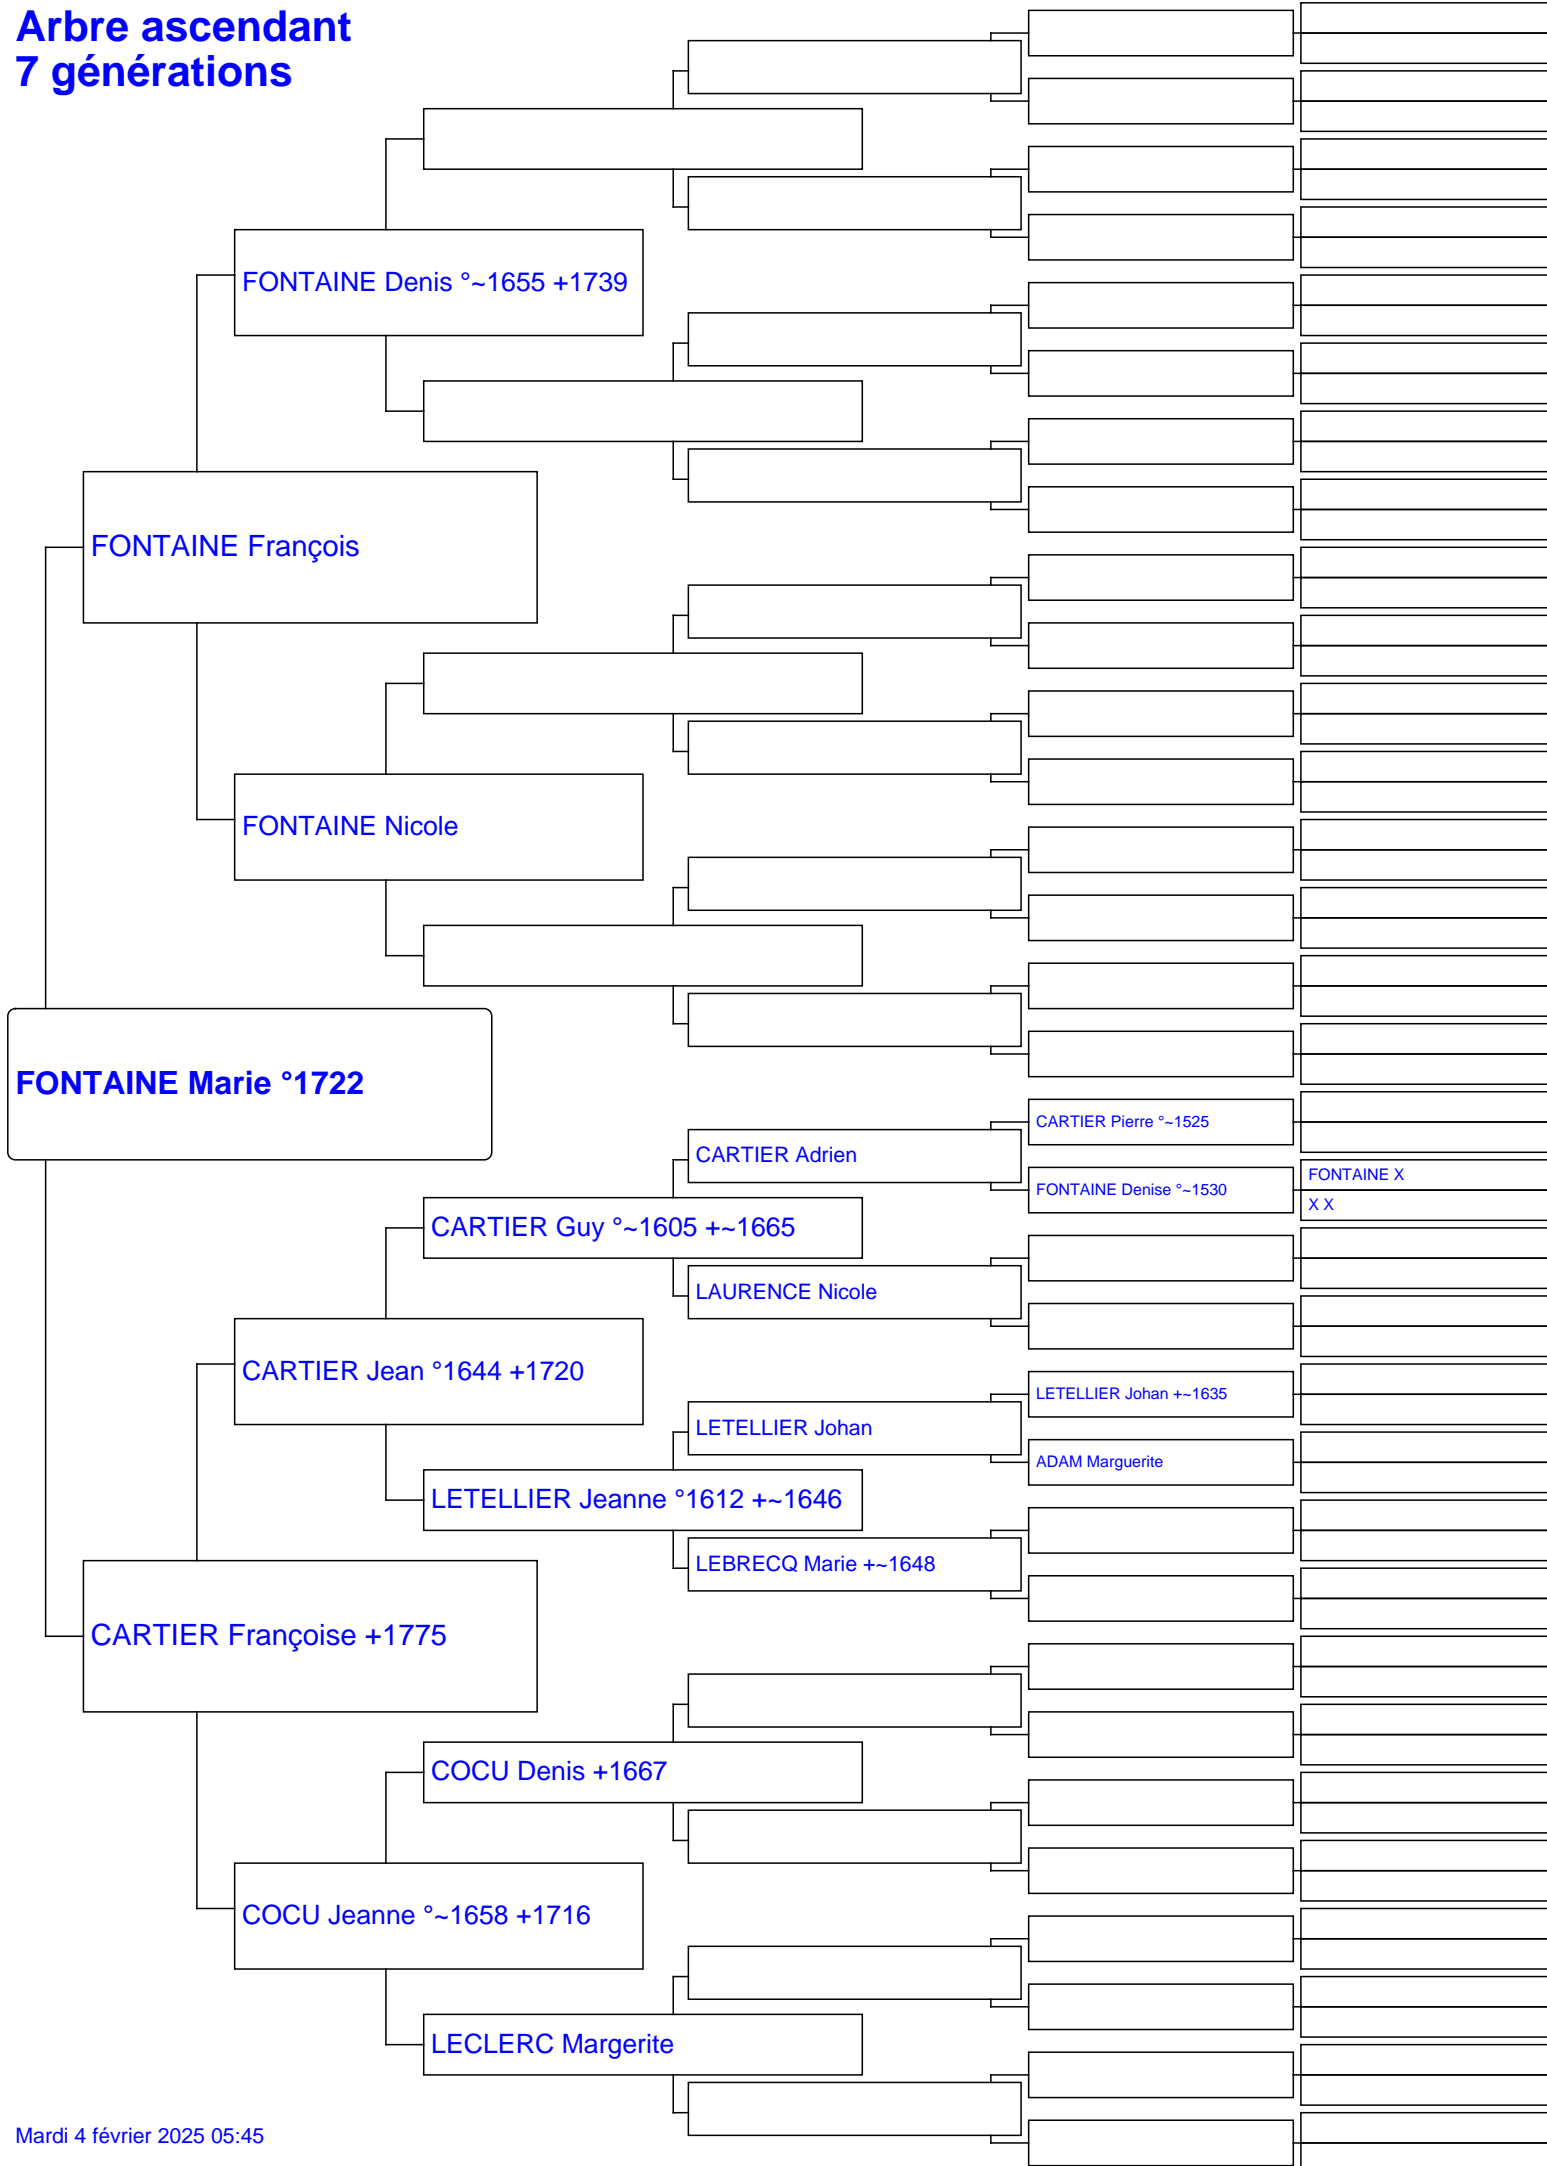 Arbre ascendant
7 générations
FONTAINE Denis °~1655 +1739
FONTAINE François
FONTAINE Nicole
FONTAINE Marie °1722
CARTIER Pierre °~1525
CARTIER Adrien
FONTAINE X
FONTAINE Denise °~1530
X X
CARTIER Guy °~1605 +~1665
LAURENCE Nicole
CARTIER Jean °1644 +1720
LETELLIER Johan +~1635
LETELLIER Johan
ADAM Marguerite
LETELLIER Jeanne °1612 +~1646
LEBRECQ Marie +~1648
CARTIER Françoise +1775
COCU Denis +1667
COCU Jeanne °~1658 +1716
LECLERC Margerite
Mardi 4 février 2025 05:45